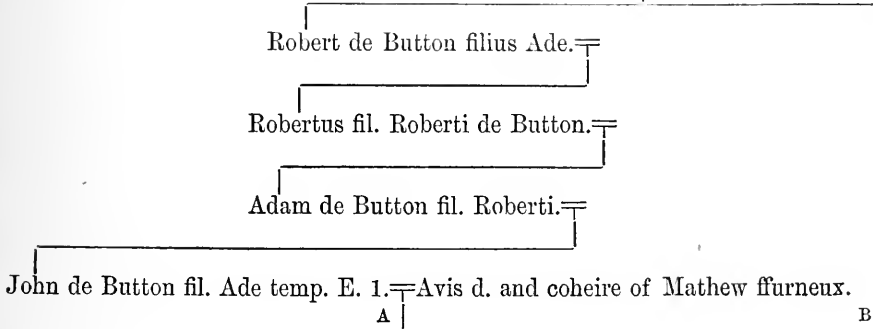 Robert de Button filius Ade.
Robertus fil. Roberti de Button.
Adam de Button fil. Roberti.
John de Button fil. Ade temp. E. 1. Avis d. and coheire of Mathew ffurneux.
A B